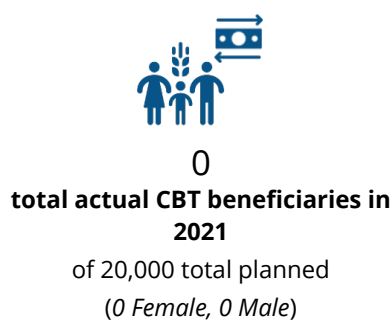 0
total actual CBT beneficiaries in
2021
of 20,000 total planned
(0 Female, 0 Male)